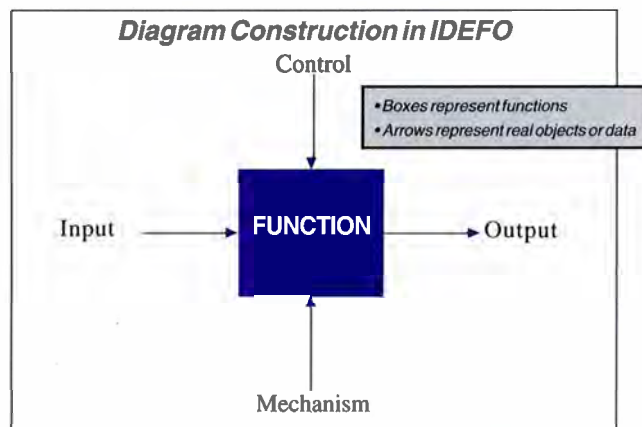 Diagram Construction in IDEFO
Control
• Boxes represent functions
• Arrows represent real objects or data
Input
FUNCTION
Output
Mechanism